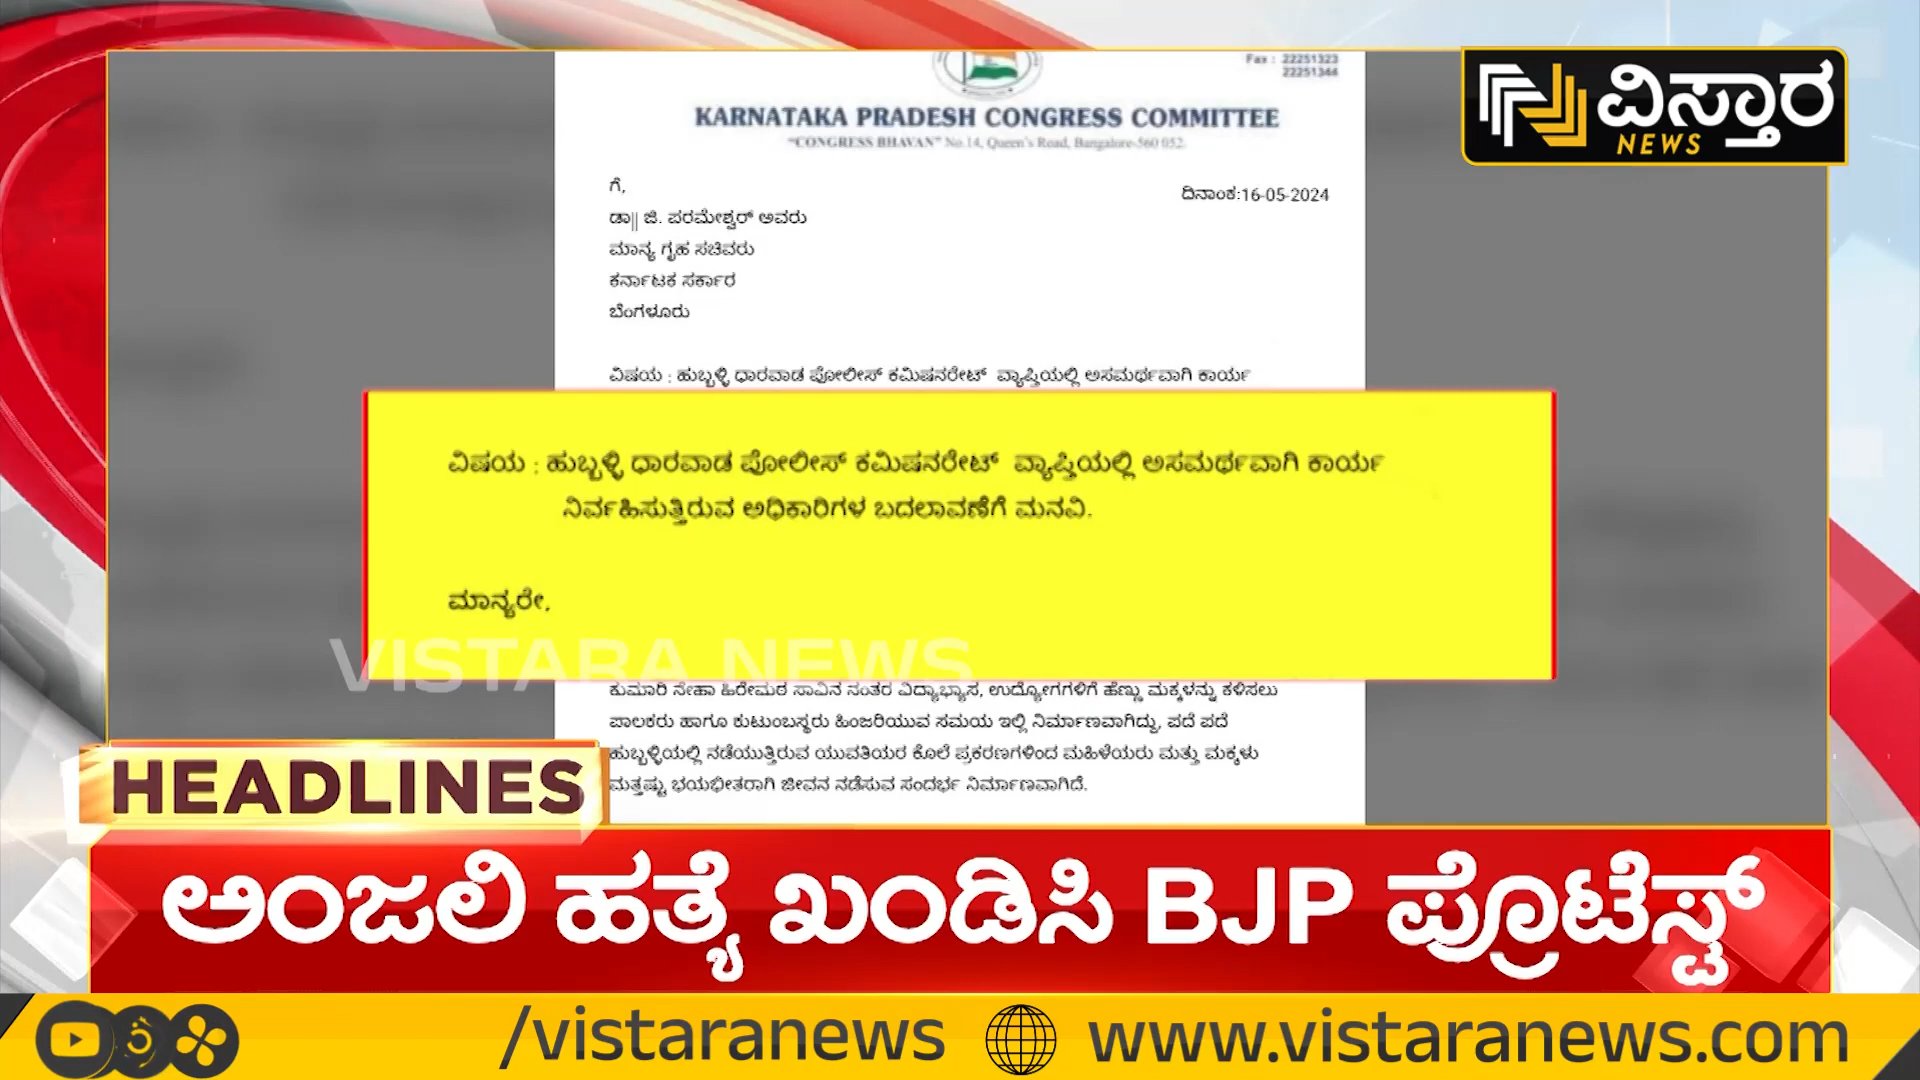 Fax : 22251323
22251344
KARNATAKA PRADESH CONGRESS COMMITTEE
"CONGRESS BHAVAN" No.14, Queen's Road, Bangalore-560 052.
ವಿಸ್ತಾರ
NEWS
ಗೆ,
ದಿನಾಂಕ:16-05-2024
ಡಾ|| ಜಿ. ಪರಮೇಶ್ವರ್ ಅವರು
ಮಾನ್ಯ ಗೃಹ ಸಚಿವರು
ಕರ್ನಾಟಕ ಸರ್ಕಾರ
ಬೆಂಗಳೂರು
ವಿಷಯ : ಹುಬ್ಬಳ್ಳಿ ಧಾರವಾಡ ಪೋಲೀಸ್ ಕಮಿಷನರೇಟ್ ವ್ಯಾಪ್ತಿಯಲ್ಲಿ ಅಸಮರ್ಥವಾಗಿ ಕಾರ್ಯ
ವಿಷಯ : ಹುಬ್ಬಳ್ಳಿ ಧಾರವಾಡ ಪೋಲೀಸ್ ಕಮಿಷನರೇಟ್ ವ್ಯಾಪ್ತಿಯಲ್ಲಿ ಅಸಮರ್ಥವಾಗಿ ಕಾರ್ಯ
ನಿರ್ವಹಿಸುತ್ತಿರುವ ಅಧಿಕಾರಿಗಳ ಬದಲಾವಣೆಗೆ ಮನವಿ.
ಮಾನ್ಯರೇ,
VISTARA NEWS
ಕುಮಾರಿ ನೇಹಾ ಹಿರೇಮಠ ಸಾವಿನ ನಂತರ ವಿದ್ಯಾಭ್ಯಾಸ, ಉದ್ಯೋಗಗಳಿಗೆ ಹೆಣ್ಣು ಮಕ್ಕಳನ್ನು ಕಳಿಸಲು
ಪಾಲಕರು ಹಾಗೂ ಕುಟುಂಬಸ್ಥರು ಹಿಂಜರಿಯುವ ಸಮಯ ಇಲ್ಲಿ ನಿರ್ಮಾಣವಾಗಿದ್ದು, ಪದೆ ಪದೆ
ಹುಬ್ಬಳ್ಳಿಯಲ್ಲಿ ನಡೆಯುತ್ತಿರುವ ಯುವತಿಯರ ಕೊಲೆ ಪ್ರಕರಣಗಳಿಂದ ಮಹಿಳೆಯರು ಮತ್ತು ಮಕ್ಕಳು
ಮತ್ತಷ್ಟು ಭಯಭೀತರಾಗಿ ಜೀವನ ನಡೆಸುವ ಸಂದರ್ಭ ನಿರ್ಮಾಣವಾಗಿದೆ.
HEADLINES
ಅಂಜಲಿ ಹತ್ಯೆ ಖಂಡಿಸಿ BJP ಪ್ರೊಟೆಸ್ಟ್
/vistaranews
www.vistaranews.com